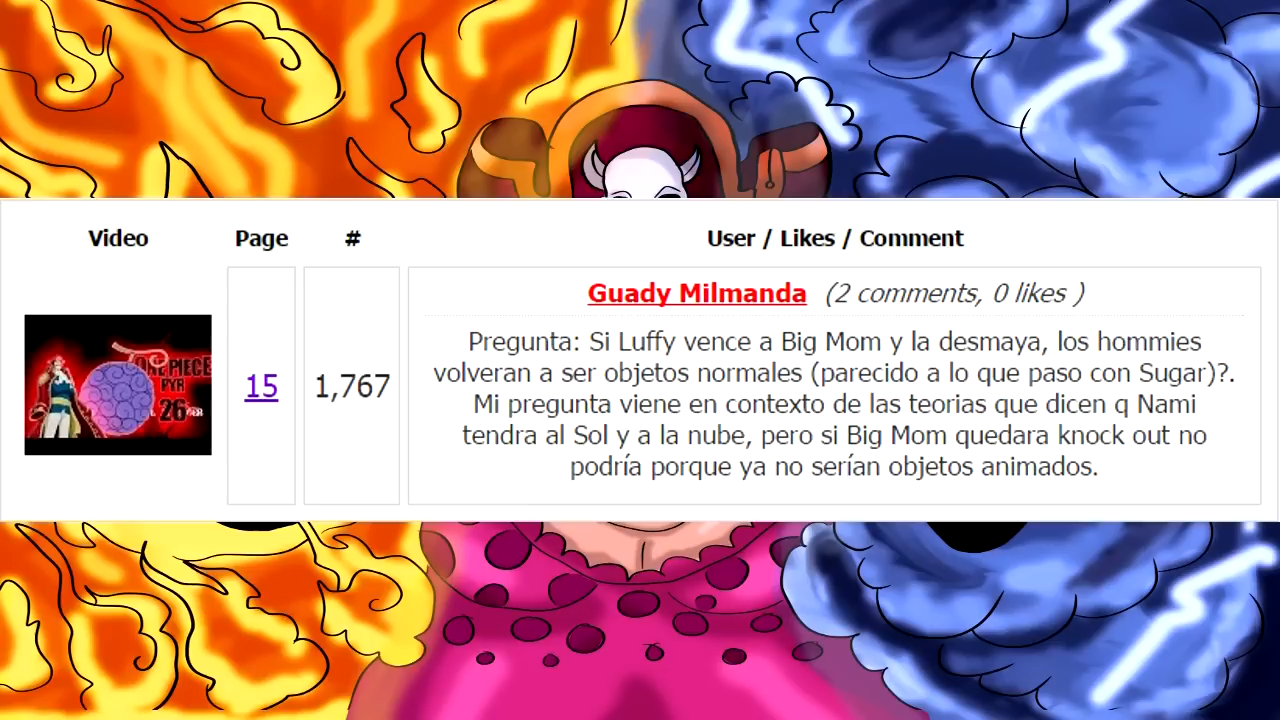 Video Page # User / Likes / Comment
Guady Milmanda (2 comments, 0 likes )
Pregunta: Si Luffy vence a Big Mom y la desmaya, los hommies
volveran a ser objetos normales (parecido a lo que paso con Sugar)?.
Mi pregunta viene en contexto de las teorias que dicen q Nami
tendra al Sol y a la nube, pero si Big Mom quedara knock out no
podría porque ya no serían objetos animados.
15 1,767
ONE PIECE
PYR
26